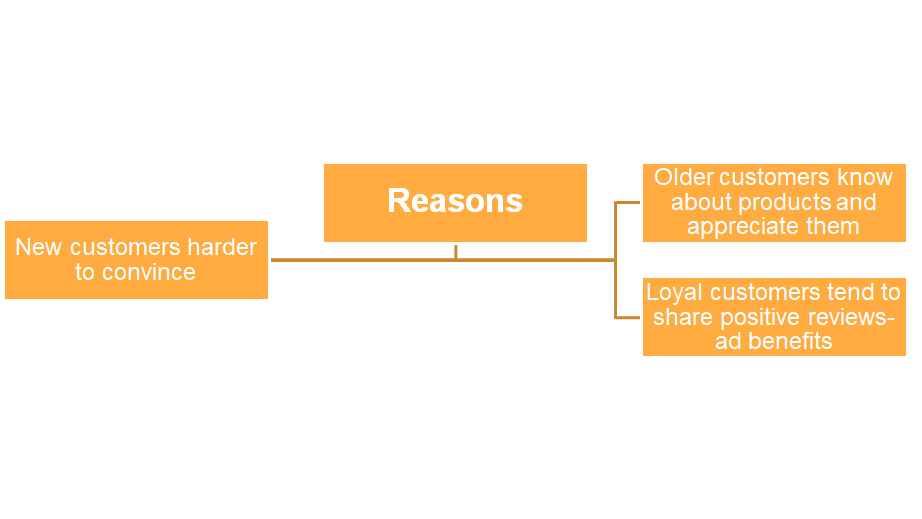 Reasons
New customers harder
to convince
Older customers know
about products and
appreciate them
Loyal customers tend to
share positive reviews-
ad benefits